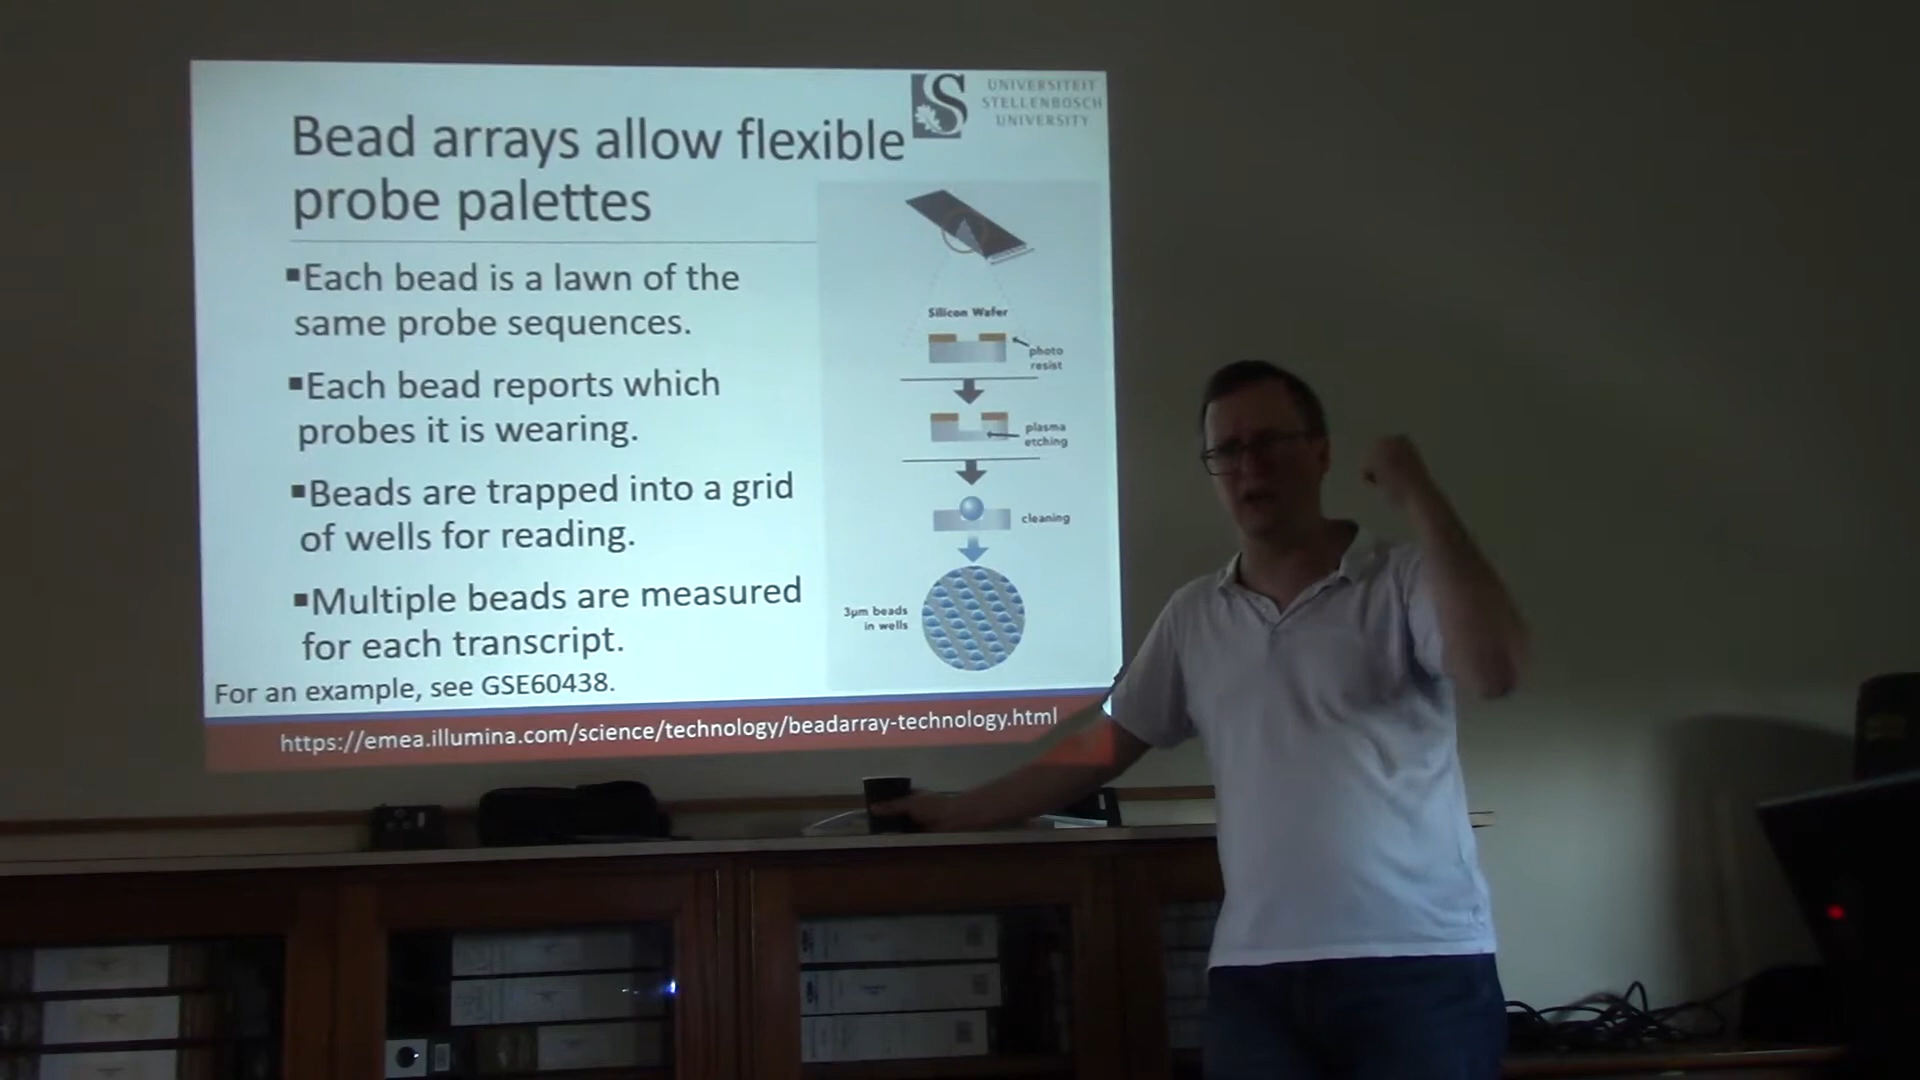 UNIVERSITEIT
STELLENBOSCH
UNIVERSITY
Bead arrays allow flexible
probe palettes
▪Each bead is a lawn of the
same probe sequences.
▪Each bead reports which
probes it is wearing.
▪Beads are trapped into a grid
of wells for reading.
▪Multiple beads are measured
for each transcript.
For an example, see GSE60438.
Silicon Wafer
photo
resist
plasma
etching
cleaning
3µm beads
in wells
https://emea.illumina.com/science/technology/beadarray-technology.html